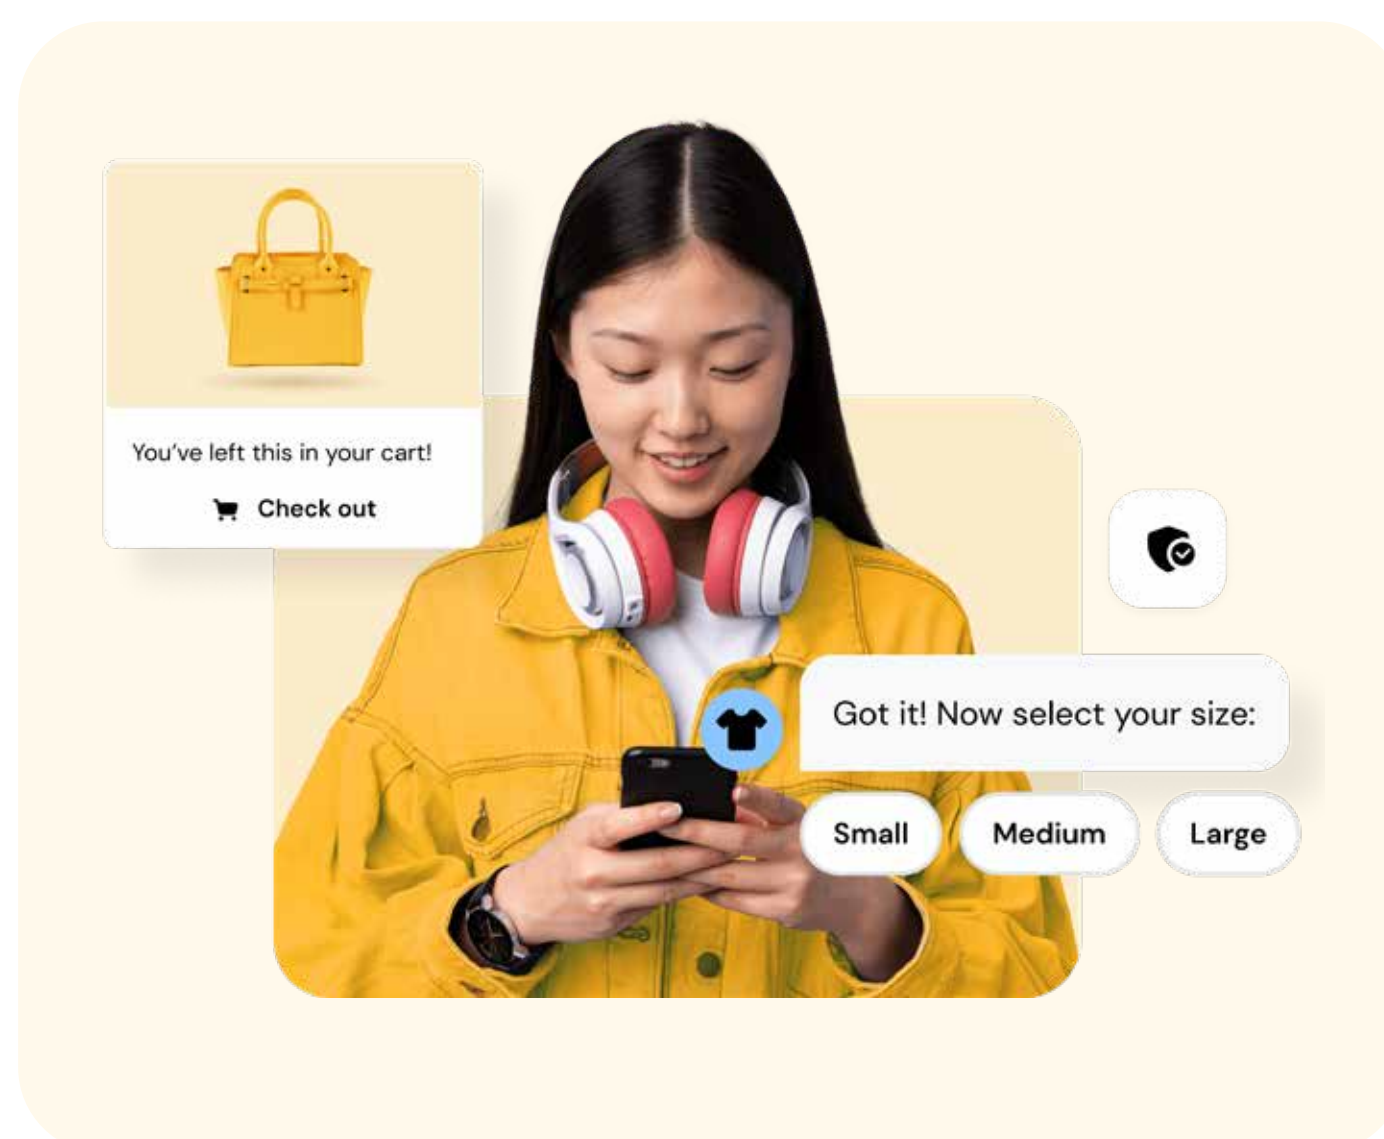 You’ve left this in your cart!
Check out
Got it! Now select your size:
Small
Medium
Large